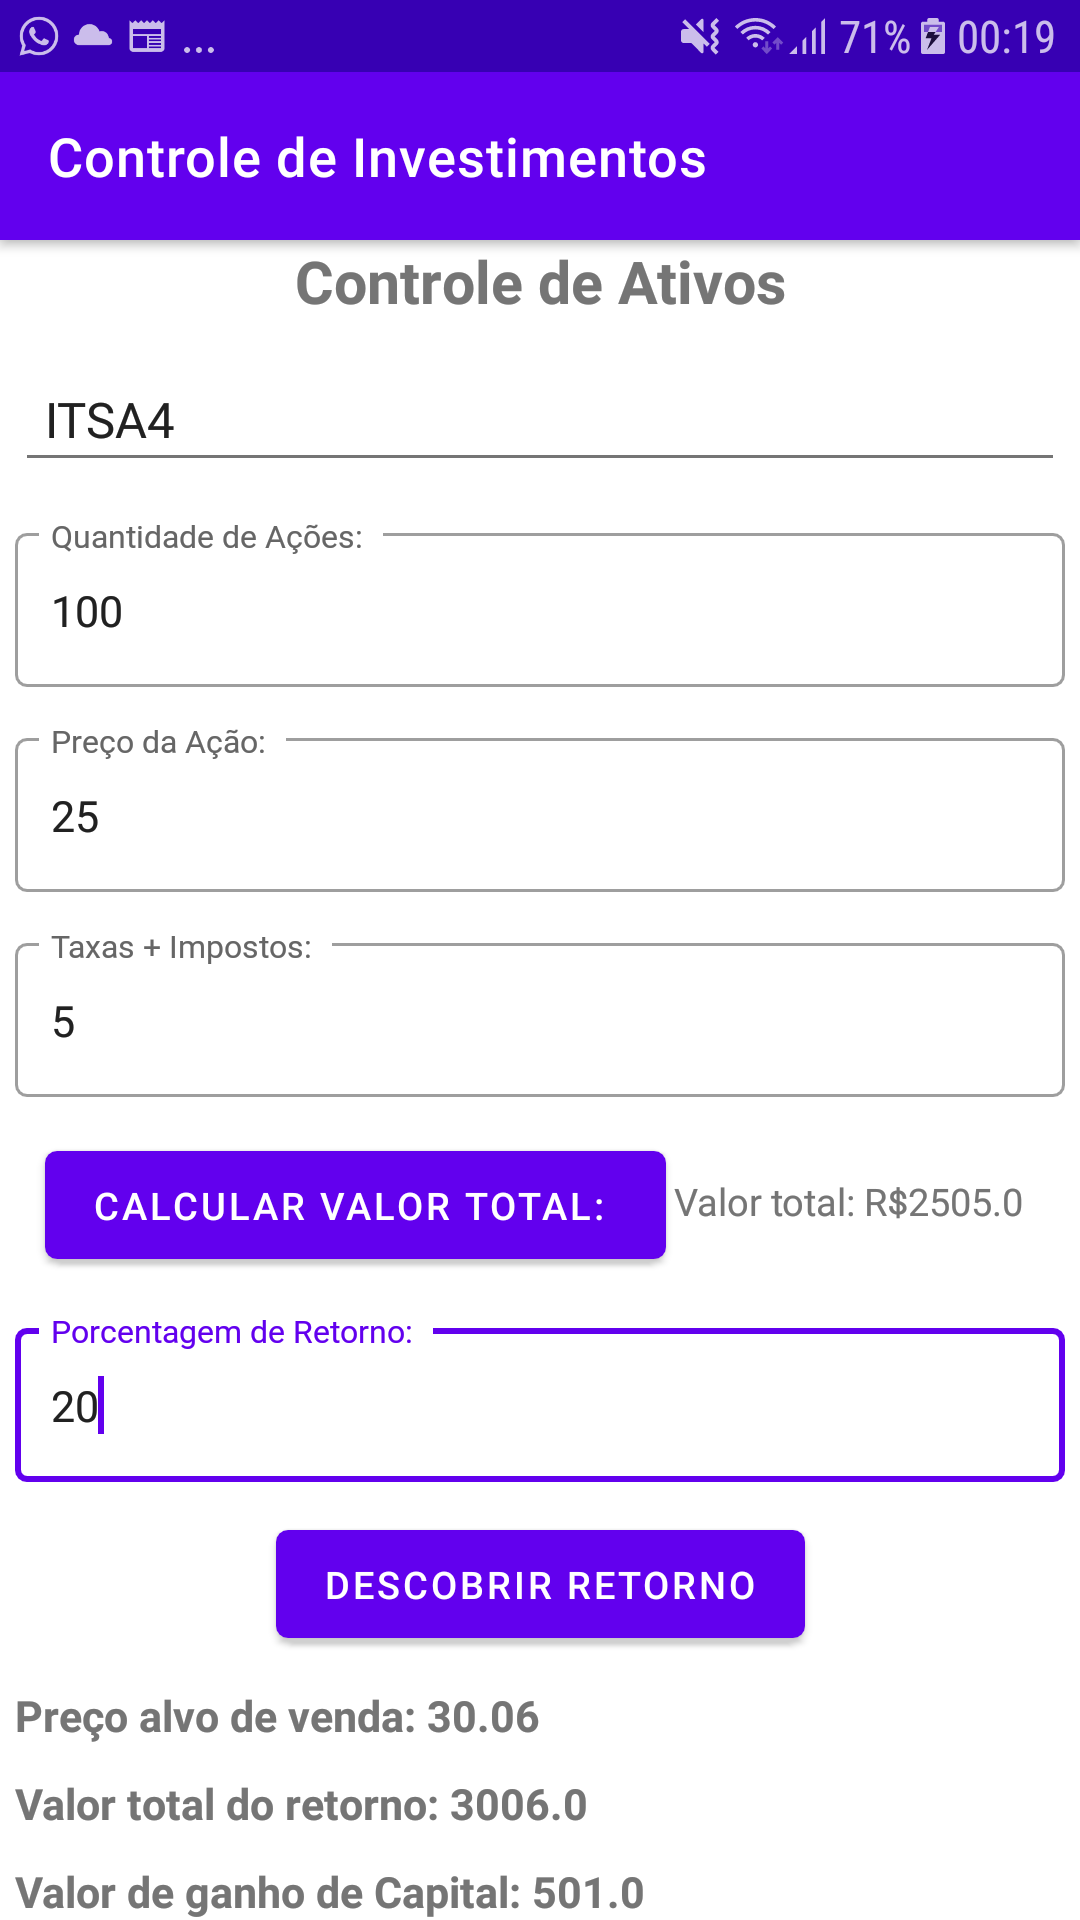 ... 71% 00:19
Controle de Investimentos
Controle de Ativos
ITSA4
Quantidade de Ações:
100
Preço da Ação:
25
Taxas + Impostos:
5
CALCULAR VALOR TOTAL: Valor total: R$2505.0
Porcentagem de Retorno:
20
DESCOBRIR RETORNO
Preço alvo de venda: 30.06
Valor total do retorno: 3006.0
Valor de ganho de Capital: 501.0